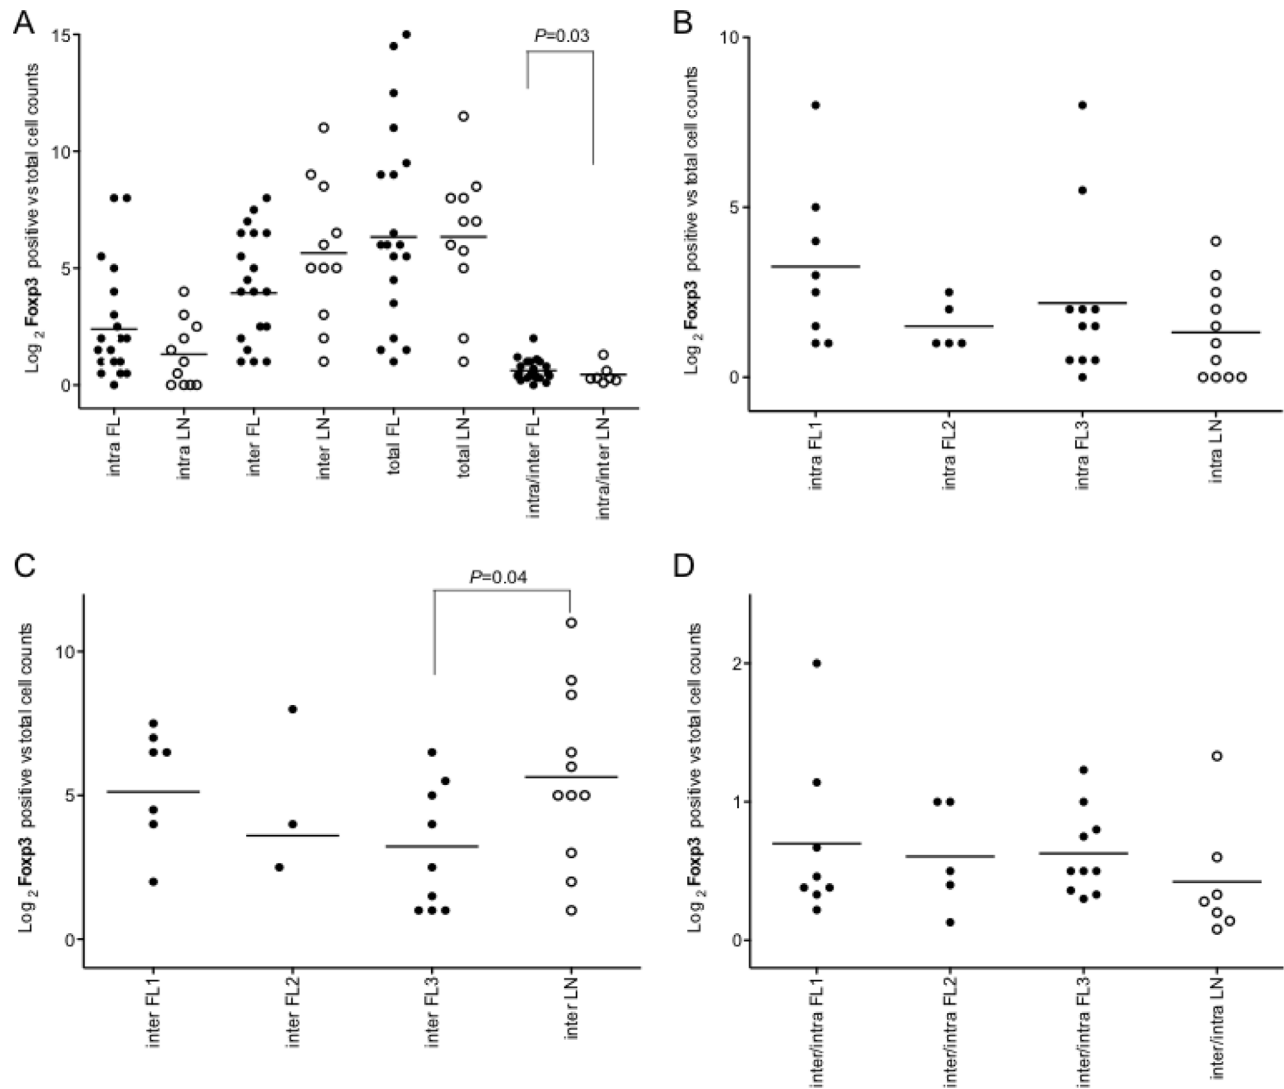 A
Log 2 Foxp3 positive vs total cell counts
15
10
5
0
P=0.03
intra FL
intra LN
inter FL
inter LN
total FL
total LN
intra/inter FL
intra/inter LN
B
Log 2 Foxp3 positive vs total cell counts
10
5
0
intra FL1
intra FL2
intra FL3
intra LN
C
Log 2 Foxp3 positive vs total cell counts
10
5
0
P=0.04
inter FL1
inter FL2
inter FL3
inter LN
D
Log 2 Foxp3 positive vs total cell counts
2
1
0
inter/intra FL1
inter/intra FL2
inter/intra FL3
inter/intra LN